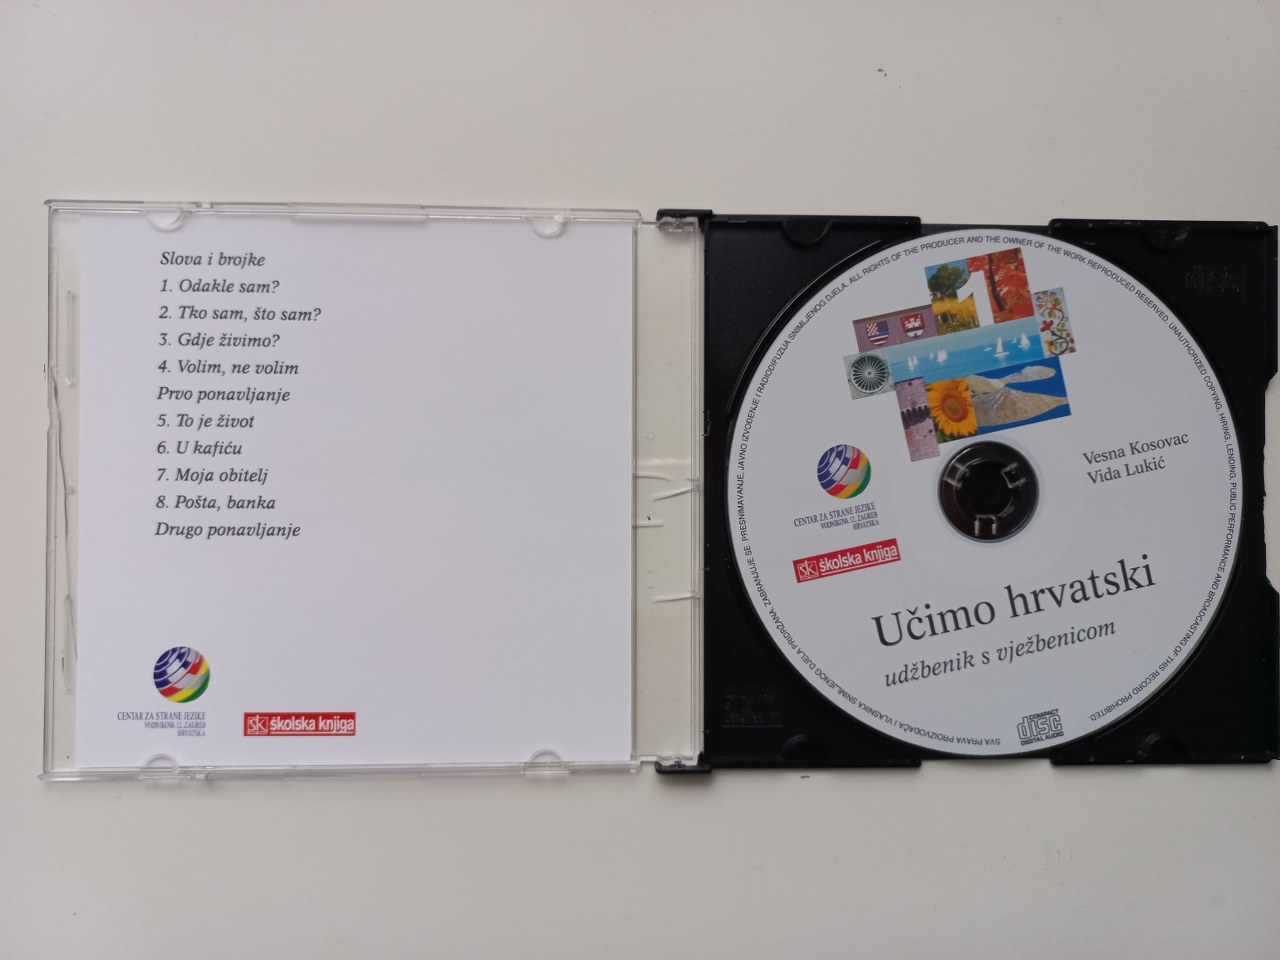 Slova i brojke
1. Odakle sam?
2. Tko sam, što sam?
3. Gdje živimo?
4. Volim, ne volim
Prvo ponavljanje
5. To je život
6. U kafiću
7. Moja obitelj
8. Pošta, banka
Drugo ponavljanje
CENTAR ZA STRANE JEZIKE
VODNIKOVA 12, ZAGREB
HRVATSKA
šk školska knjiga
SVA PRAVA PROIZVOĐAČA I VLASNIKA SNIMLJENOG DJELA PRIDRŽANA. ZABRANJUJE SE PRESNIMAVANJE, JAVNO IZVOĐENJE I RADIODIFUZIJA SNIMLJENOG DJELA. ALL RIGHTS OF THE PRODUCER AND THE OWNER OF THE WORK REPRODUCED RESERVED. UNAUTHORIZED COPYING, HIRING, LENDING, PUBLIC PERFORMANCE AND BROADCASTING OF THIS RECORD PROHIBITED.
1
Vesna Kosovac
Vida Lukić
CENTAR ZA STRANE JEZIKE
VODNIKOVA 12, ZAGREB
HRVATSKA
šk školska knjiga
Učimo hrvatski
udžbenik s vježbenicom
COMPACT
disc
DIGITAL AUDIO